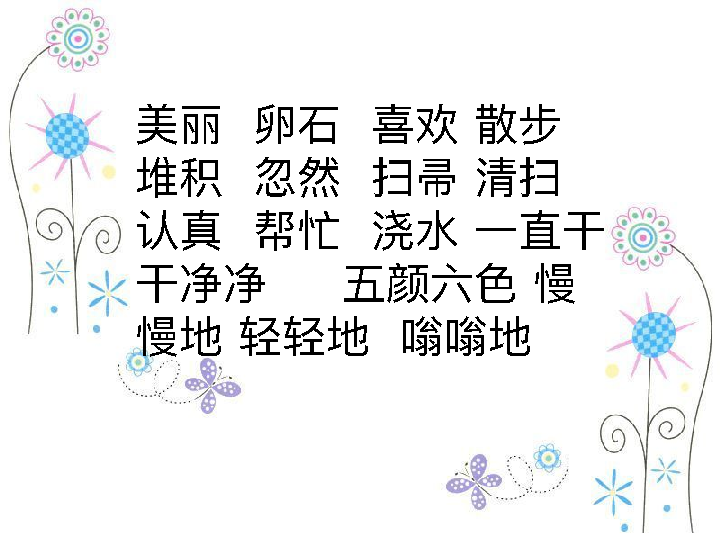 美丽 卵石 喜欢 散步
堆积 忽然 扫帚 清扫
认真 帮忙 浇水 一直干
干净净 五颜六色 慢
慢地 轻轻地 嗡嗡地